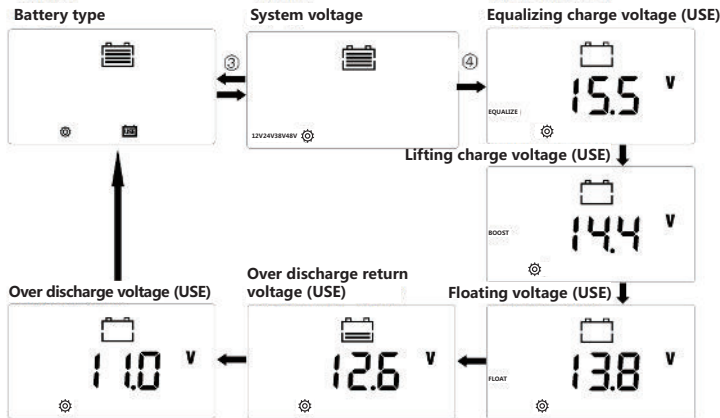 Battery type
System voltage
Equalizing charge voltage (USE)
③
④
15.5 V
EQUALIZE
12V24V38V48V
Lifting charge voltage (USE)
14.4 V
BOOST
Over discharge voltage (USE)
Over discharge return
voltage (USE)
Floating voltage (USE)
11.0 V
12.6 V
13.8 V
FLOAT